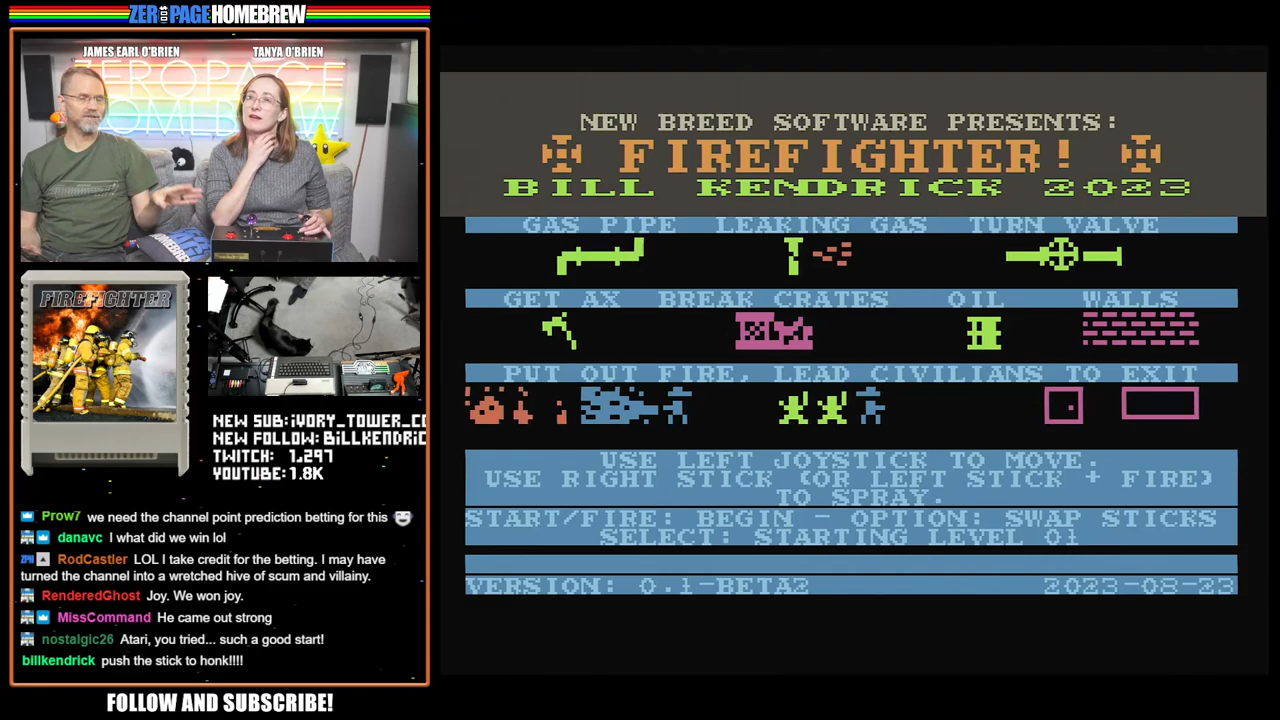 ZEROPAGE HOMEBREW
JAMES EARL O'BRIEN
TANYA O'BRIEN
ZEROPAGE
HOMEBREW
FIREFIGHTER
NEW SUB: iVORY_TOWER_CO
NEW FOLLOW: BiLLKENDRiC
TWITCH: 1,297
YOUTUBE: 1.8K
Prow7 we need the channel point prediction betting for this
danavc I what did we win lol
RodCastler LOL I take credit for the betting. I may have
turned the channel into a wretched hive of scum and villainy.
RenderedGhost Joy. We won joy.
MissCommand He came out strong
nostalgic26 Atari, you tried... such a good start!
billkendrick push the stick to honk!!!!
FOLLOW AND SUBSCRIBE!
NEW BREED SOFTWARE PRESENTS:
FIREFIGHTER!
BILL KENDRICK 2023
GAS PIPE LEAKING GAS TURN VALVE
GET AX BREAK CRATES OIL WALLS
PUT OUT FIRE, LEAD CIVILIANS TO EXIT
USE LEFT JOYSTICK TO MOVE.
USE RIGHT STICK (OR LEFT STICK + FIRE)
TO SPRAY.
START/FIRE: BEGIN - OPTION: SWAP STICKS
SELECT: STARTING LEVEL 01
VERSION: 0.1-BETA2 2023-08-23